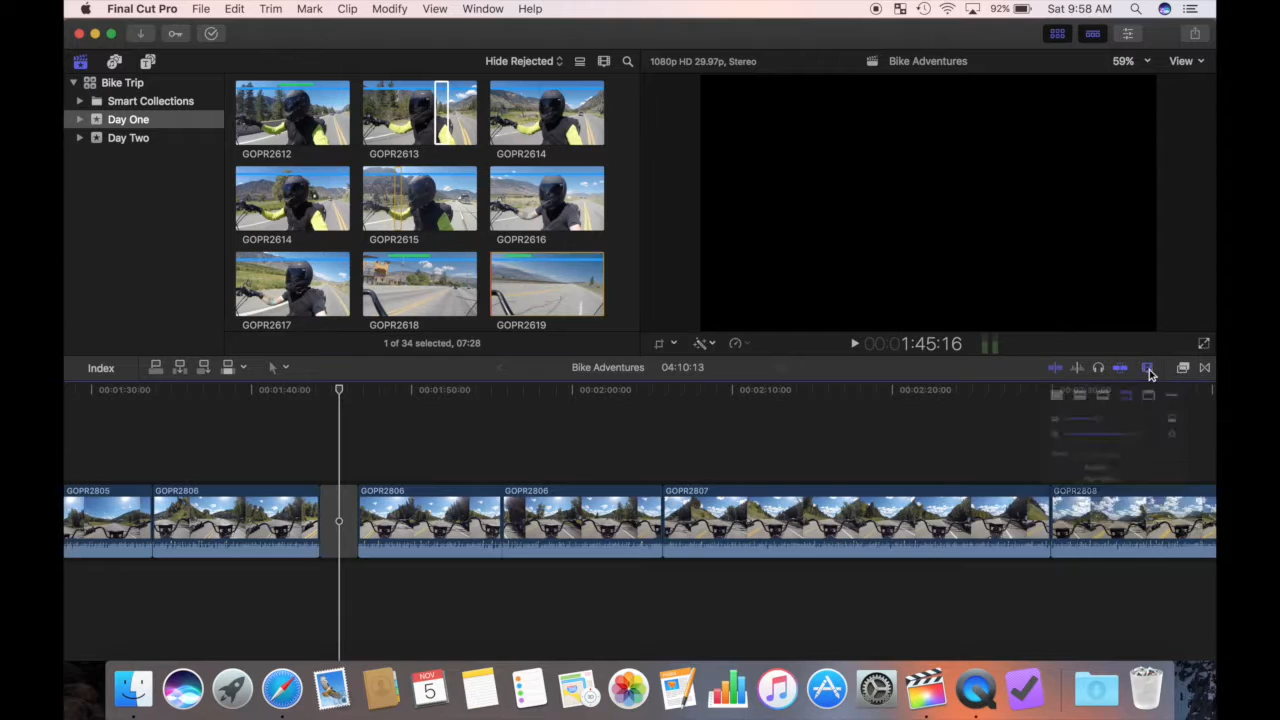 Final Cut Pro File Edit Trim Mark Clip Modify View Window Help 92% Sat 9:58 AM
Hide Rejected 1080p HD 29.97p, Stereo Bike Adventures 59% View
Bike Trip
Smart Collections
Day One
Day Two
GOPR2612 GOPR2613 GOPR2614
GOPR2614 GOPR2615 GOPR2616
GOPR2617 GOPR2618 GOPR2619
1 of 34 selected, 07:28 00:01:45:16
Index Bike Adventures 04:10:13
00:01:30:00 00:01:40:00 00:01:50:00 00:02:00:00 00:02:10:00 00:02:20:00 00:02:30:00
GOPR2805 GOPR2806 GOPR2806 GOPR2806 GOPR2807 GOPR2808
NOV
5